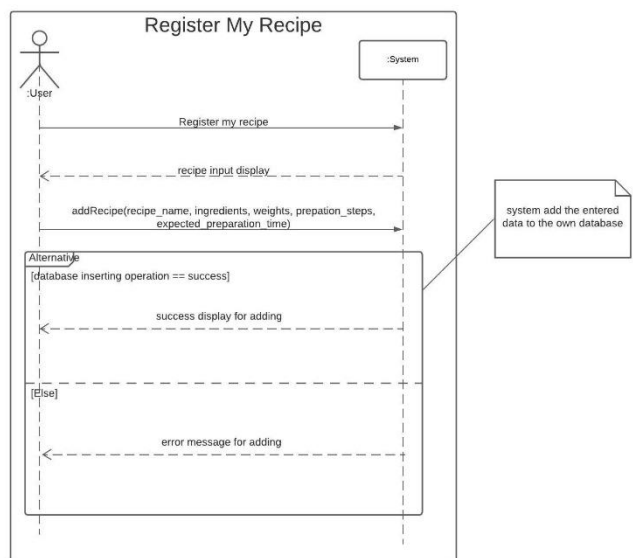 Register My Recipe
:System
:User
Register my recipe
recipe input display
addRecipe(recipe_name, ingredients, weights, prepation_steps,
expected_preparation_time)
system add the entered
data to the own database
Alternative
[database inserting operation == success]
success display for adding
[Else]
error message for adding